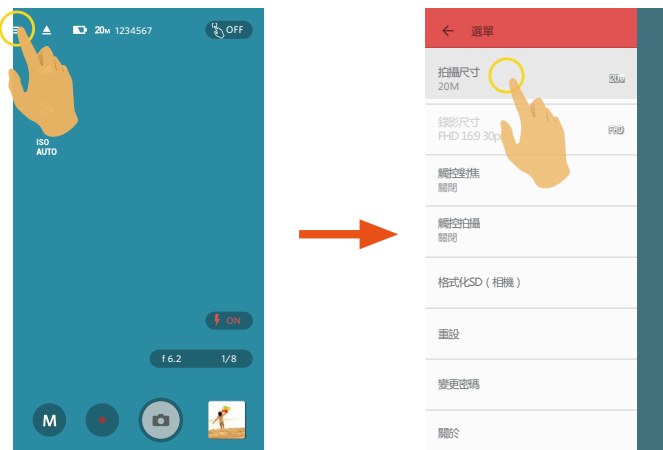 20M 1234567
OFF
ISO
AUTO
ON
f 6.2 1/8
M
選單
拍攝尺寸
20M
20M
錄影尺寸
FHD 16:9 30p
FHD
觸控對焦
關閉
觸控拍攝
關閉
格式化SD（相機）
重設
變更密碼
關於